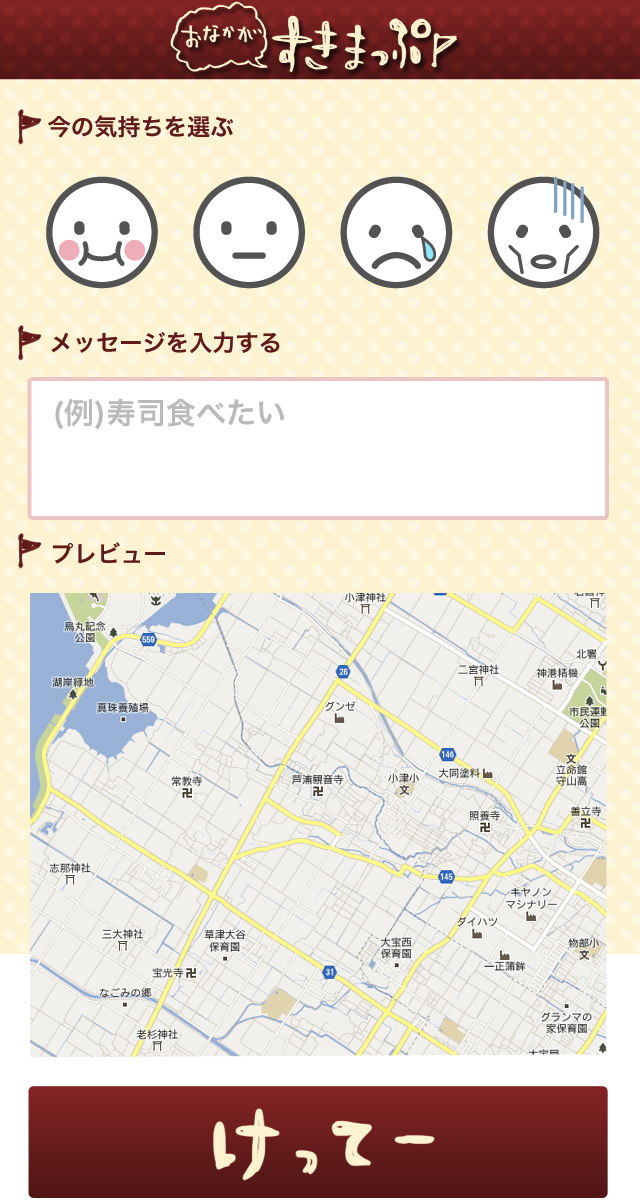 おなかが
すきまっぷ
今の気持ちを選ぶ
メッセージを入力する
(例)寿司食べたい
プレビュー
小津神社
烏丸記念
公園
559
26
二宮神社
北署
神港精機
湖岸緑地
真珠養殖場
グンゼ
市民運動
公園
146
大同塗料
文
立命館
守山高
常教寺
芦浦観音寺
小津小
文
照養寺
善立寺
志那神社
145
キヤノン
マシナリー
ダイハツ
三大神社
草津大谷
保育園
大宝西
保育園
物部小
文
宝光寺
31
一正蒲鉾
なごみの郷
グランマの
家保育園
老杉神社
けってー